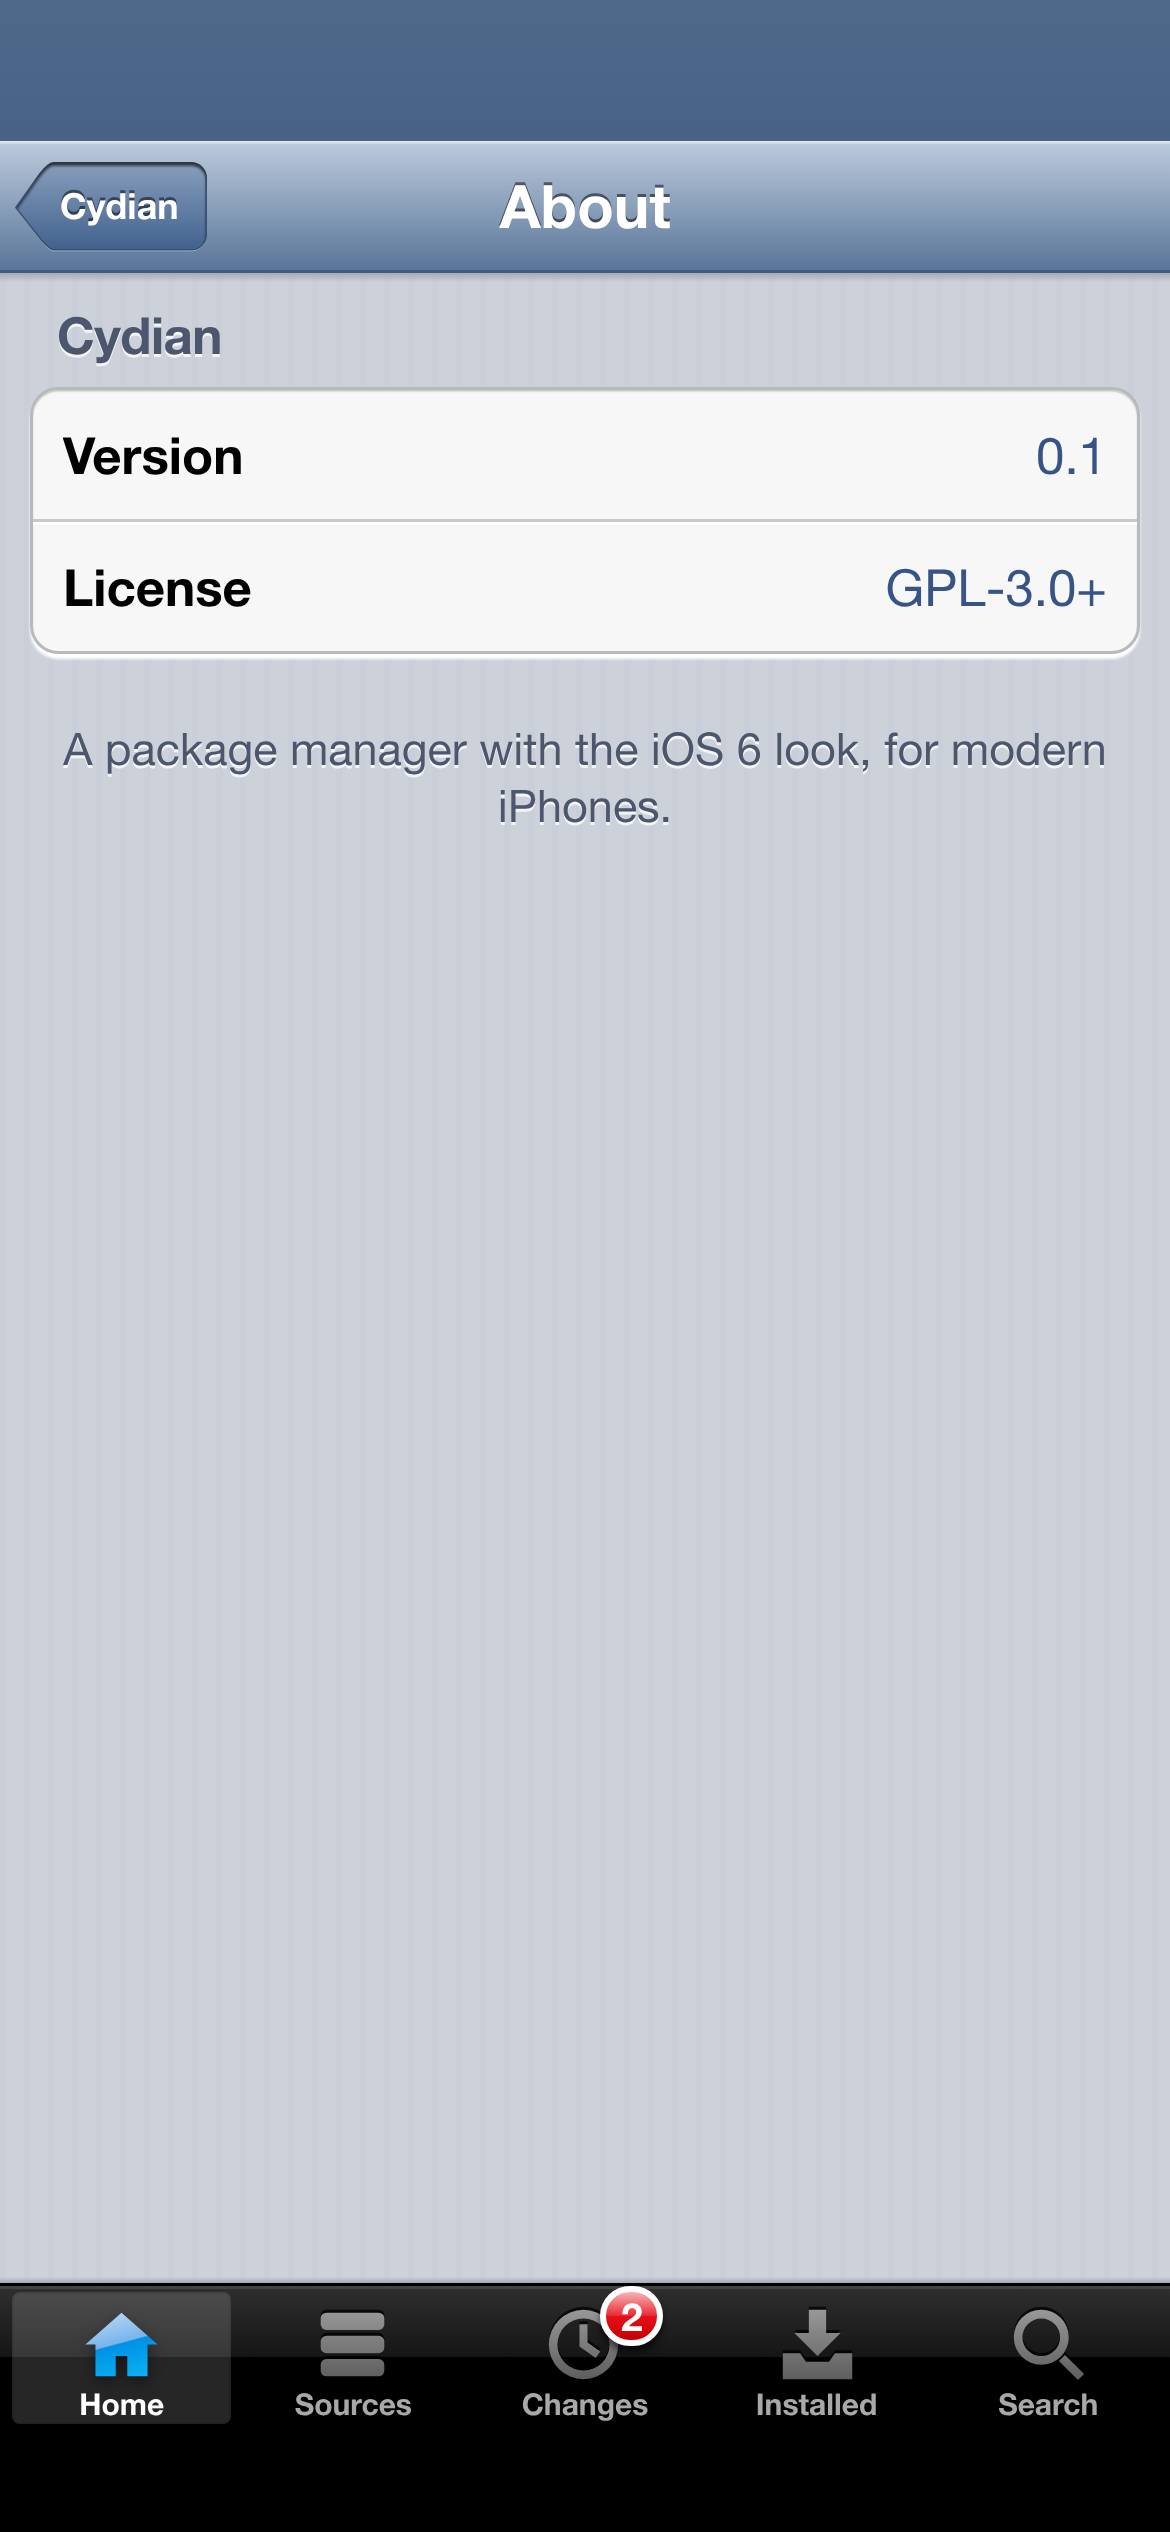 Cydian
About
Cydian
Version 0.1
License GPL-3.0+
A package manager with the iOS 6 look, for modern
iPhones.
2
Home Sources Changes Installed Search